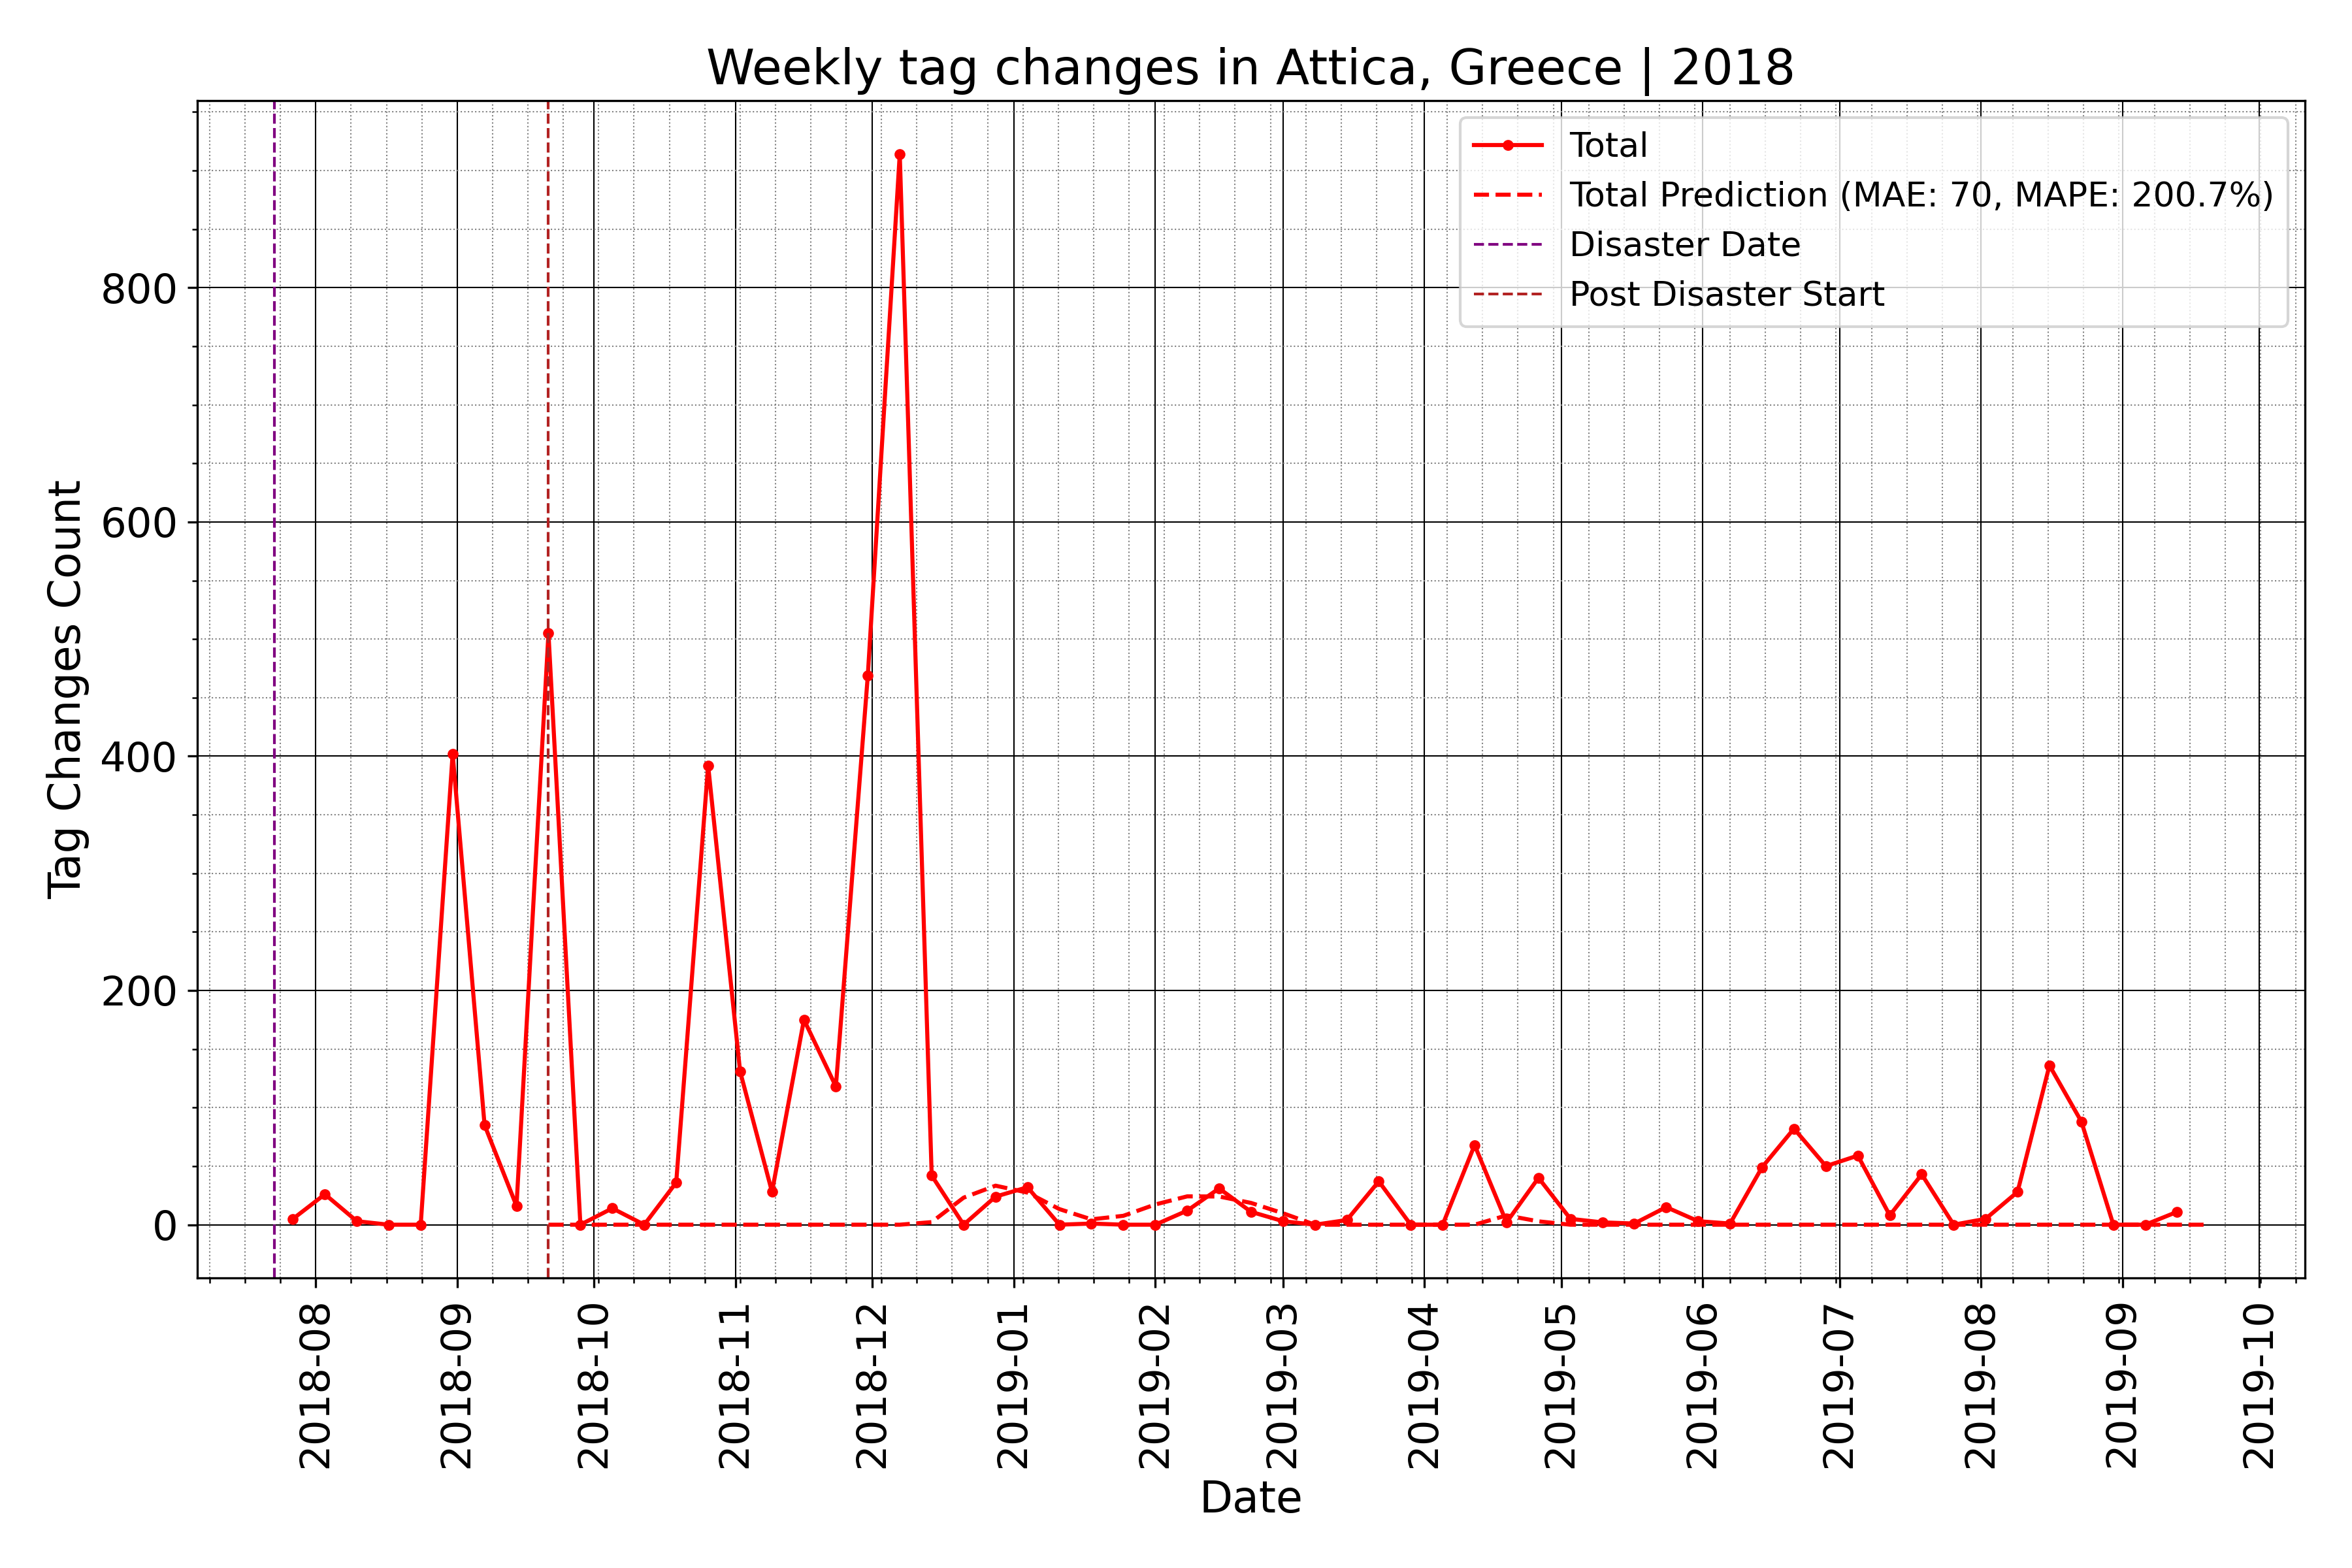 Weekly tag changes in Attica, Greece | 2018
Total
Total Prediction (MAE: 70, MAPE: 200.7%)
Disaster Date
Post Disaster Start
Tag Changes Count
800
600
400
200
0
2018-08
2018-09
2018-10
2018-11
2018-12
2019-01
2019-02
2019-03
2019-04
2019-05
2019-06
2019-07
2019-08
2019-09
2019-10
Date